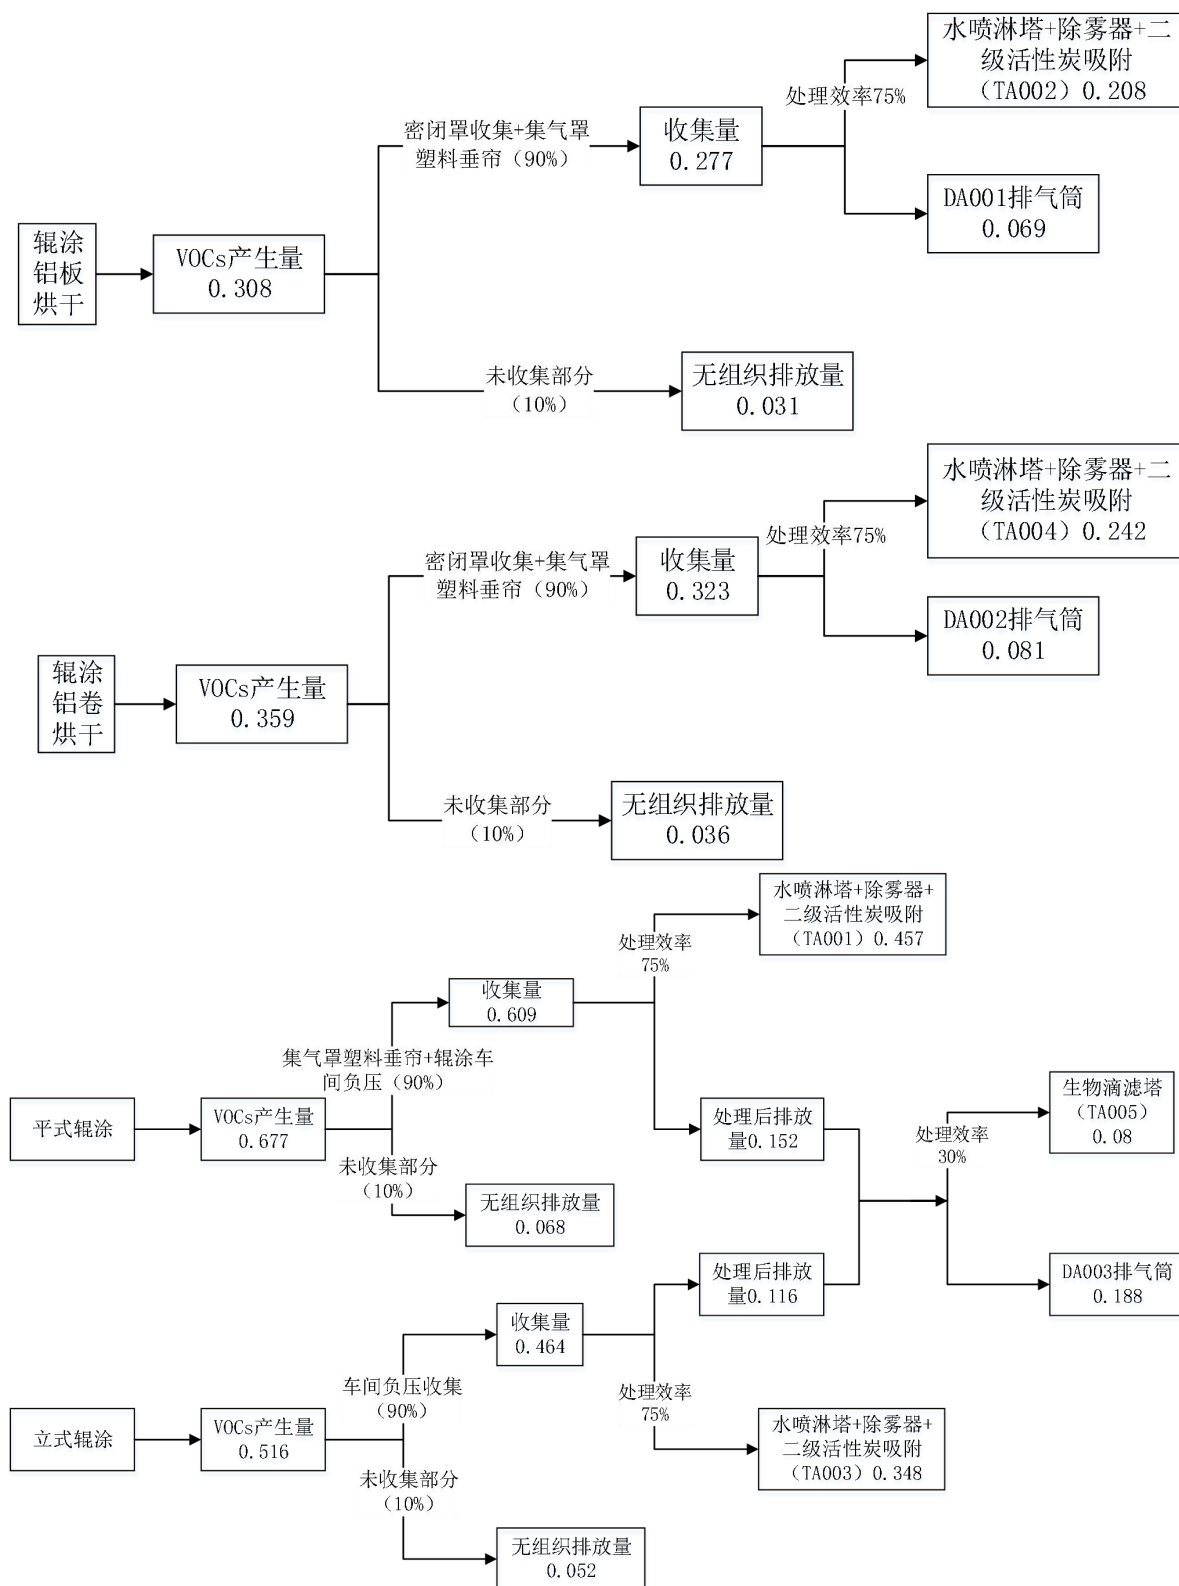 水喷淋塔+除雾器+二
级活性炭吸附
（TA002）0.208
处理效率75%
密闭罩收集+集气罩
塑料垂帘（90%）
收集量
0.277
DA001排气筒
0.069
辊涂
铝板
烘干
VOCs产生量
0.308
未收集部分
（10%）
无组织排放量
0.031
水喷淋塔+除雾器+二
级活性炭吸附
（TA004）0.242
处理效率75%
密闭罩收集+集气罩
塑料垂帘（90%）
收集量
0.323
DA002排气筒
0.081
辊涂
铝卷
烘干
VOCs产生量
0.359
未收集部分
（10%）
无组织排放量
0.036
水喷淋塔+除雾器+
二级活性炭吸附
（TA001）0.457
处理效率
75%
收集量
0.609
集气罩塑料垂帘+辊涂车
间负压（90%）
平式辊涂
VOCs产生量
0.677
处理后排放
量0.152
生物滴滤塔
（TA005）
0.08
处理效率
30%
未收集部分
（10%）
无组织排放量
0.068
处理后排放
量0.116
DA003排气筒
0.188
收集量
0.464
车间负压收集
（90%）
处理效率
75%
立式辊涂
VOCs产生量
0.516
水喷淋塔+除雾器+
二级活性炭吸附
（TA003）0.348
未收集部分
（10%）
无组织排放量
0.052